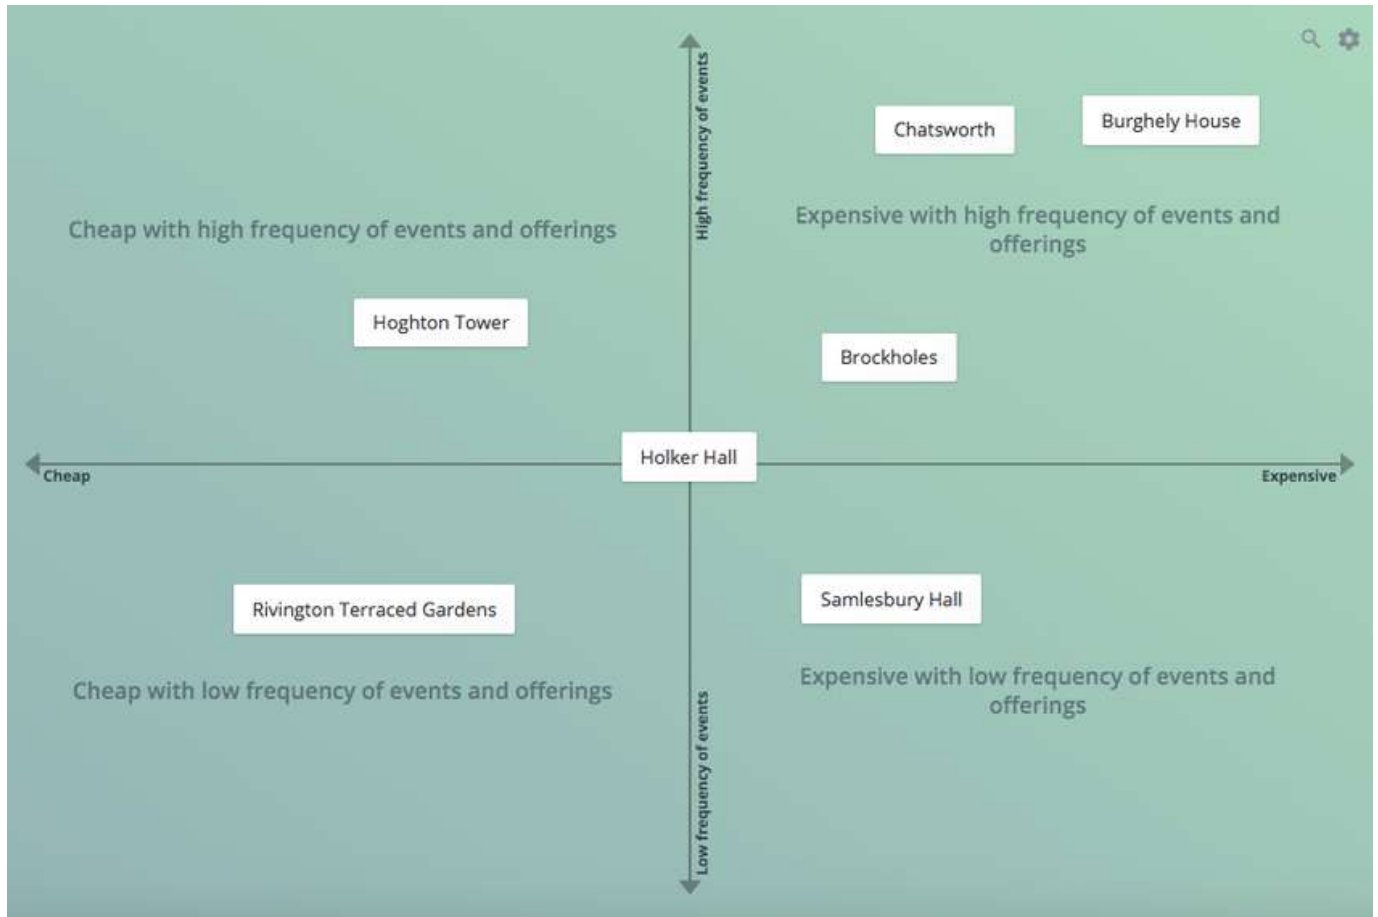 High frequency of events
Chatsworth
Burghely House
Cheap with high frequency of events and offerings
Expensive with high frequency of events and
offerings
Hoghton Tower
Brockholes
Holker Hall
Cheap
Expensive
Rivington Terraced Gardens
Samlesbury Hall
Cheap with low frequency of events and offerings
Expensive with low frequency of events and
offerings
Low frequency of events